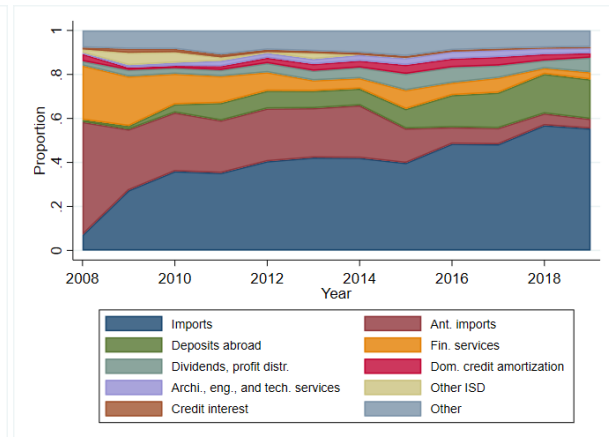 1
.8
.6
.4
.2
0
Proportion
2008 2010 2012 2014 2016 2018
Year
Imports Ant. imports
Deposits abroad Fin. services
Dividends, profit distr. Dom. credit amortization
Archi., eng., and tech. services Other ISD
Credit interest Other